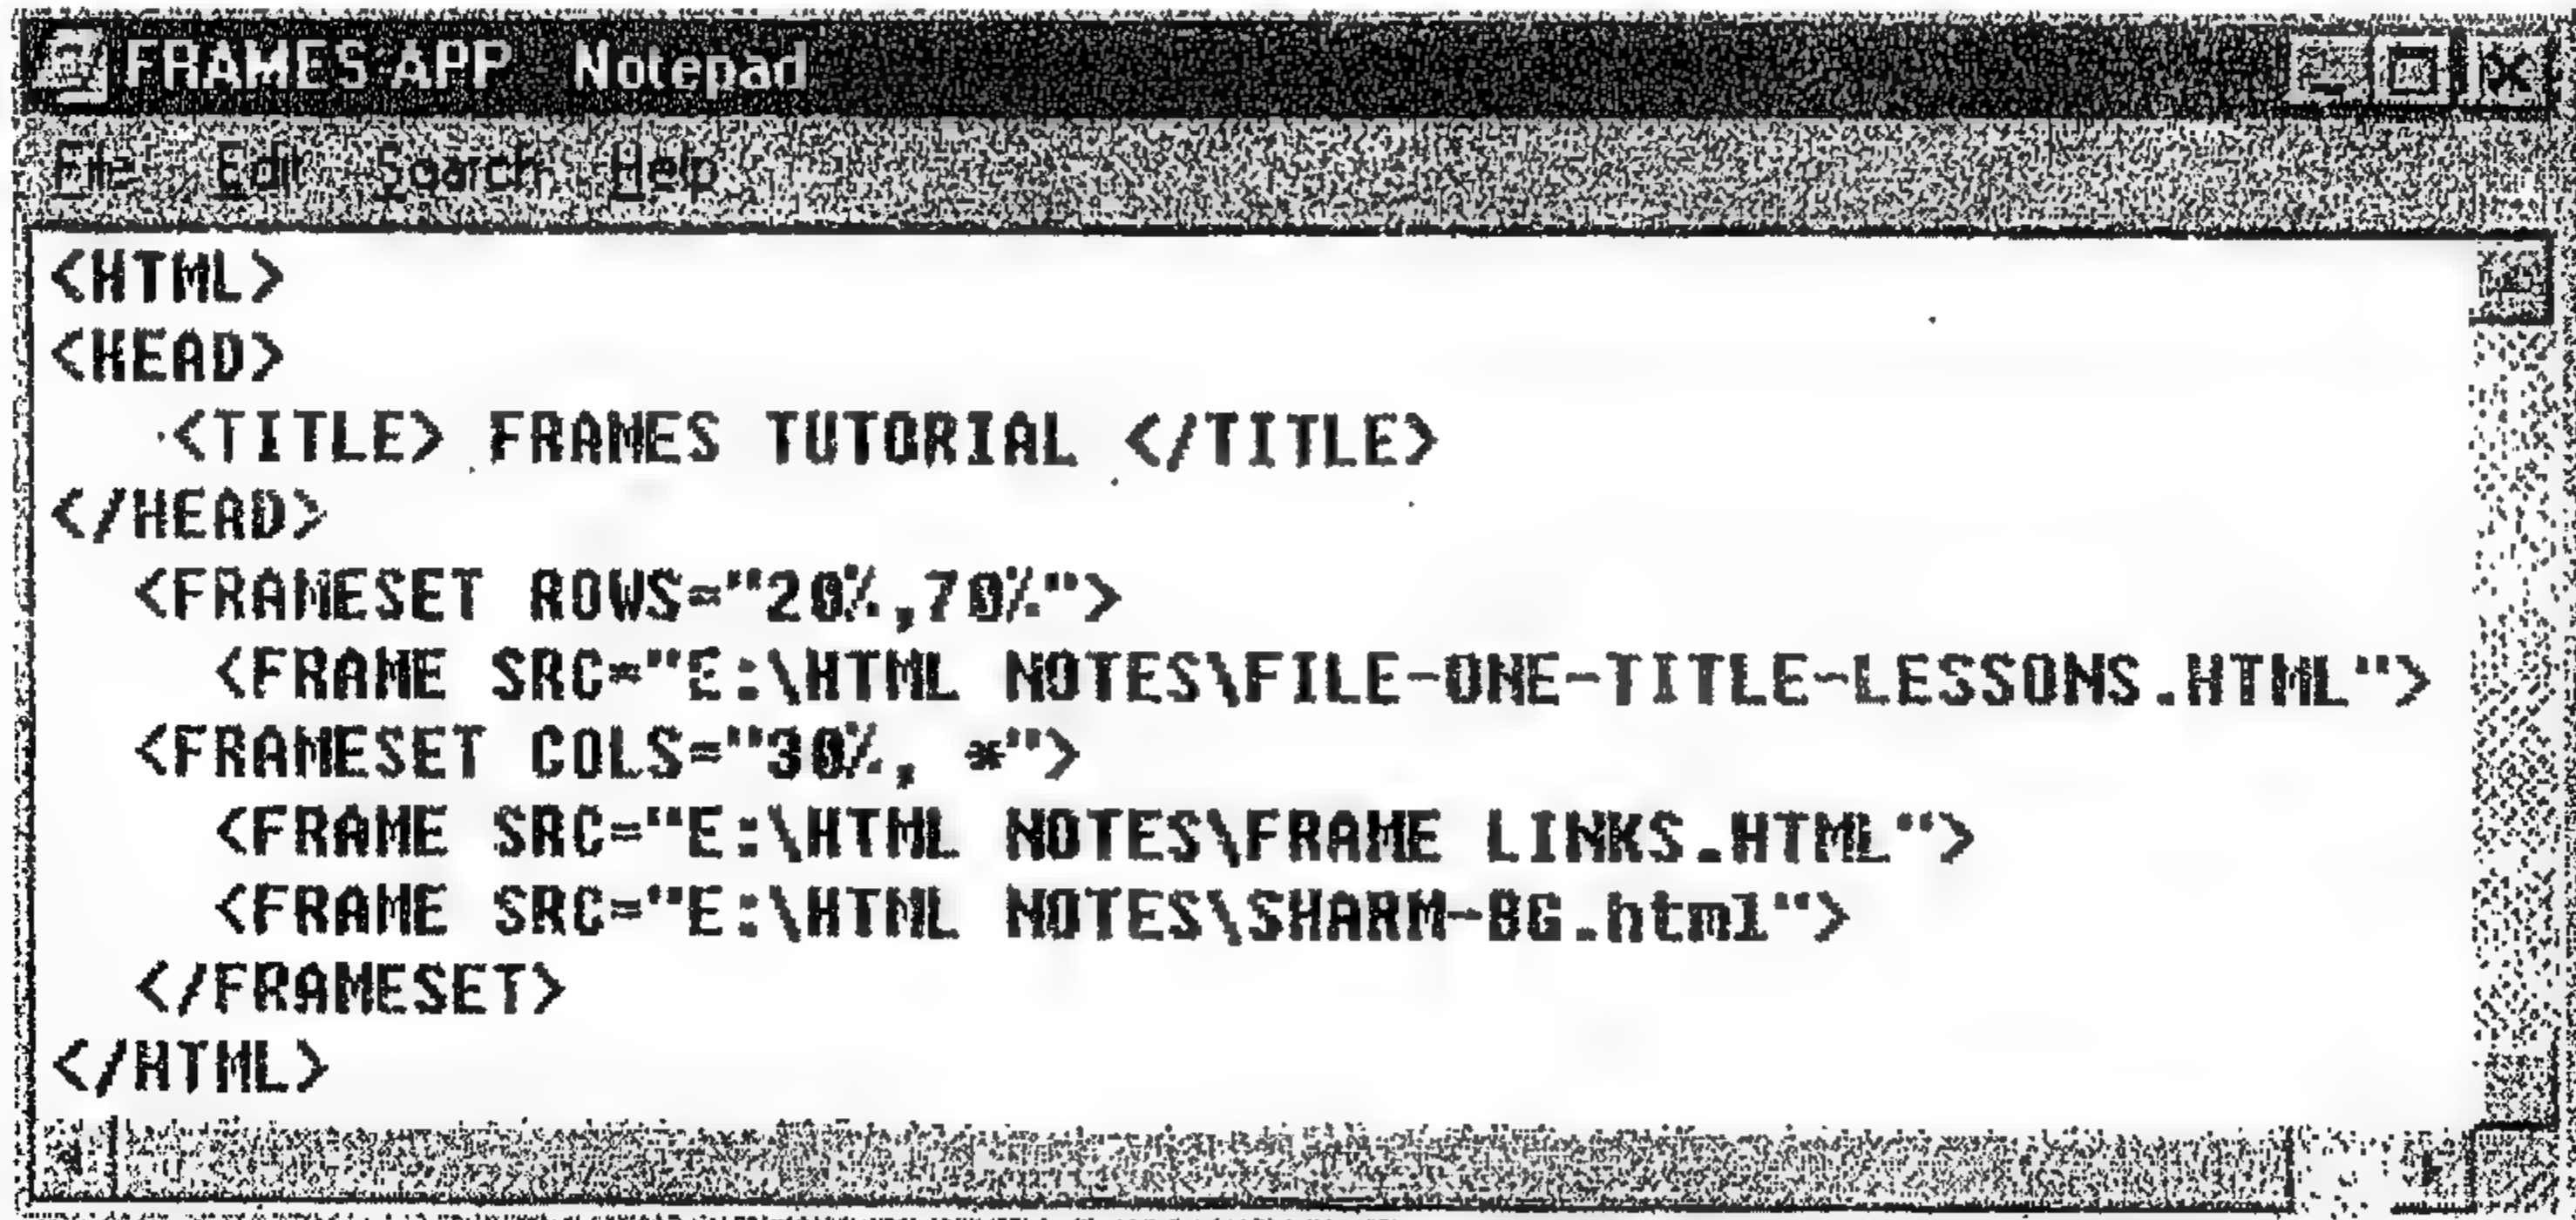 FRAMES-APP Notepad
File Edit Search Help
<HTML>
<HEAD>
<TITLE> FRAMES TUTORIAL </TITLE>
</HEAD>
<FRAMESET ROWS="20%,70%">
<FRAME SRC="E:\HTML NOTES\FILE-ONE-TITLE-LESSONS.HTML">
<FRAMESET COLS="30%, *">
<FRAME SRC="E:\HTML NOTES\FRAME LINKS.HTML">
<FRAME SRC="E:\HTML NOTES\SHARM-BG.html">
</FRAMESET>
</HTML>